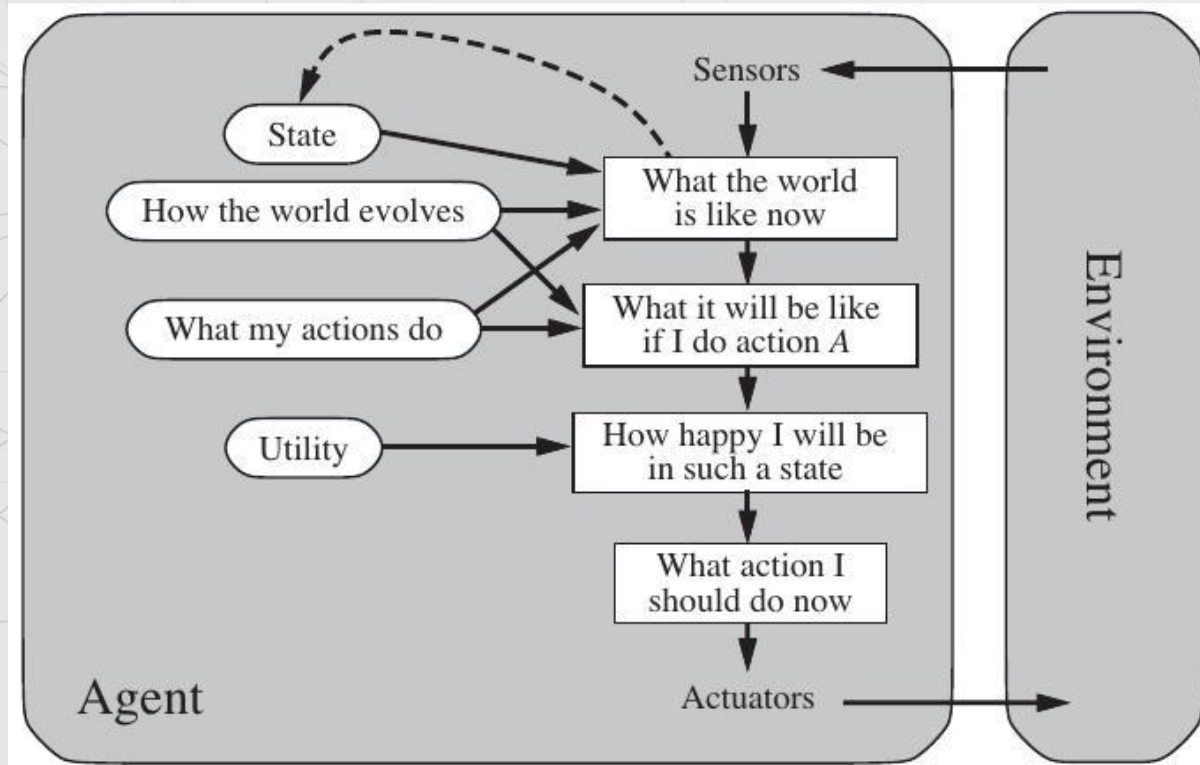 Sensors
State
What the world
is like now
How the world evolves
What it will be like
if I do action A
What my actions do
How happy I will be
in such a state
Utility
What action I
should do now
Agent
Actuators
Environment